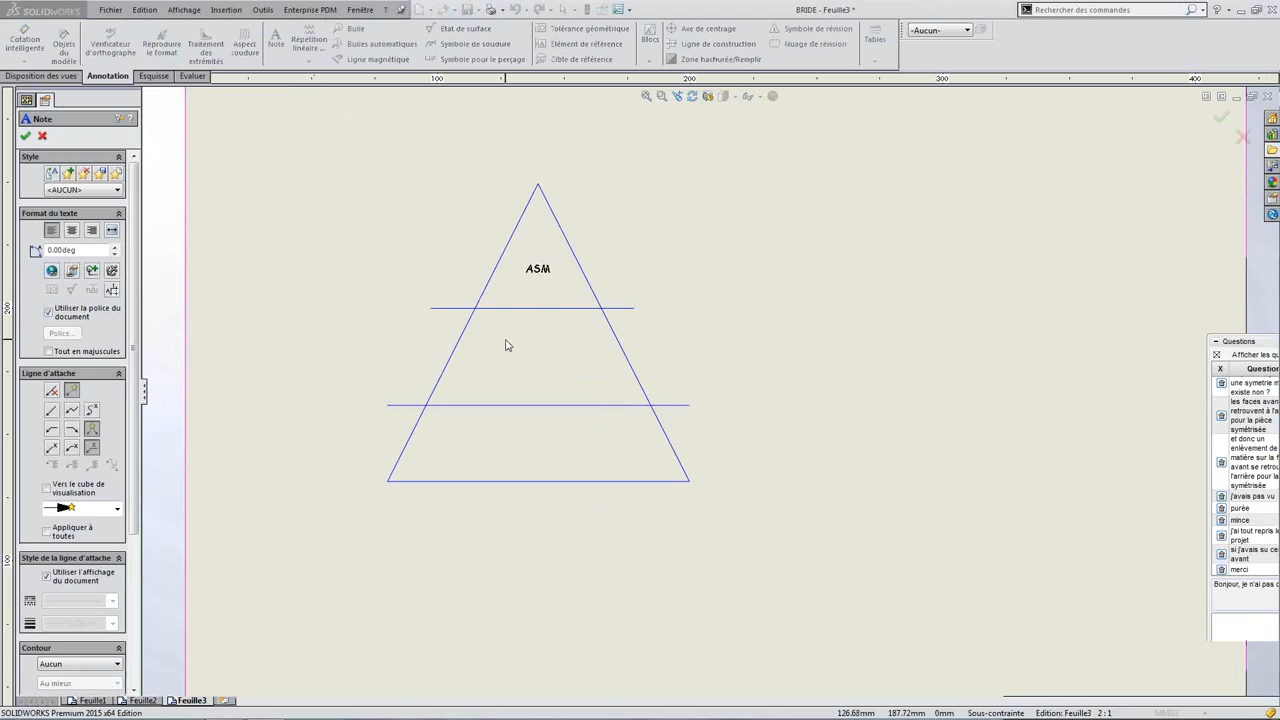 SOLIDWORKS
Fichier Edition Affichage Insertion Outils Enterprise PDM Fenêtre ?
BRIDE - Feuille3 *
Rechercher des commandes
Cotation intelligente
Objets du modèle
Vérificateur d'orthographe
Reproduire le format
Traitement des extrémités
Aspect coudure
Note
Répétition linéaire ...
Bulle
Bulles automatiques
Ligne magnétique
Etat de surface
Symbole de soudure
Symbole pour le perçage
Tolérance géométrique
Elément de référence
Cible de référence
Blocs
Axe de centrage
Ligne de construction
Zone hachurée/Remplir
Symbole de révision
Nuage de révision
Tables
-Aucun-
Disposition des vues Annotation Esquisse Évaluer
100 200 300 400
Note
Style
<AUCUN>
Format du texte
0.00deg
Utiliser la police du document
Police...
Tout en majuscules
Ligne d'attache
Vers le cube de visualisation
Appliquer à toutes
Style de la ligne d'attache
Utiliser l'affichage du document
Contour
Aucun
Au mieux
200
100
ASM
Questions
Afficher les qu
X Question
une symetrie m
existe non ?
les faces avan
retrouvent à l'a
pour la pièce
symétrisée
et donc un
enlèvement de
matière sur la f
avant se retrou
l'arrière pour la
symétrisée
j'avais pas vu
purée
mince
j'ai tout repris le
projet
si j'avais su ce
avant
merci
Bonjour, je n'ai pas c
Feuille1 Feuille2 Feuille3
SOLIDWORKS Premium 2015 x64 Edition
126.68mm 187.72mm 0mm Sous-contrainte Edition: Feuille3 2 : 1 MMGS